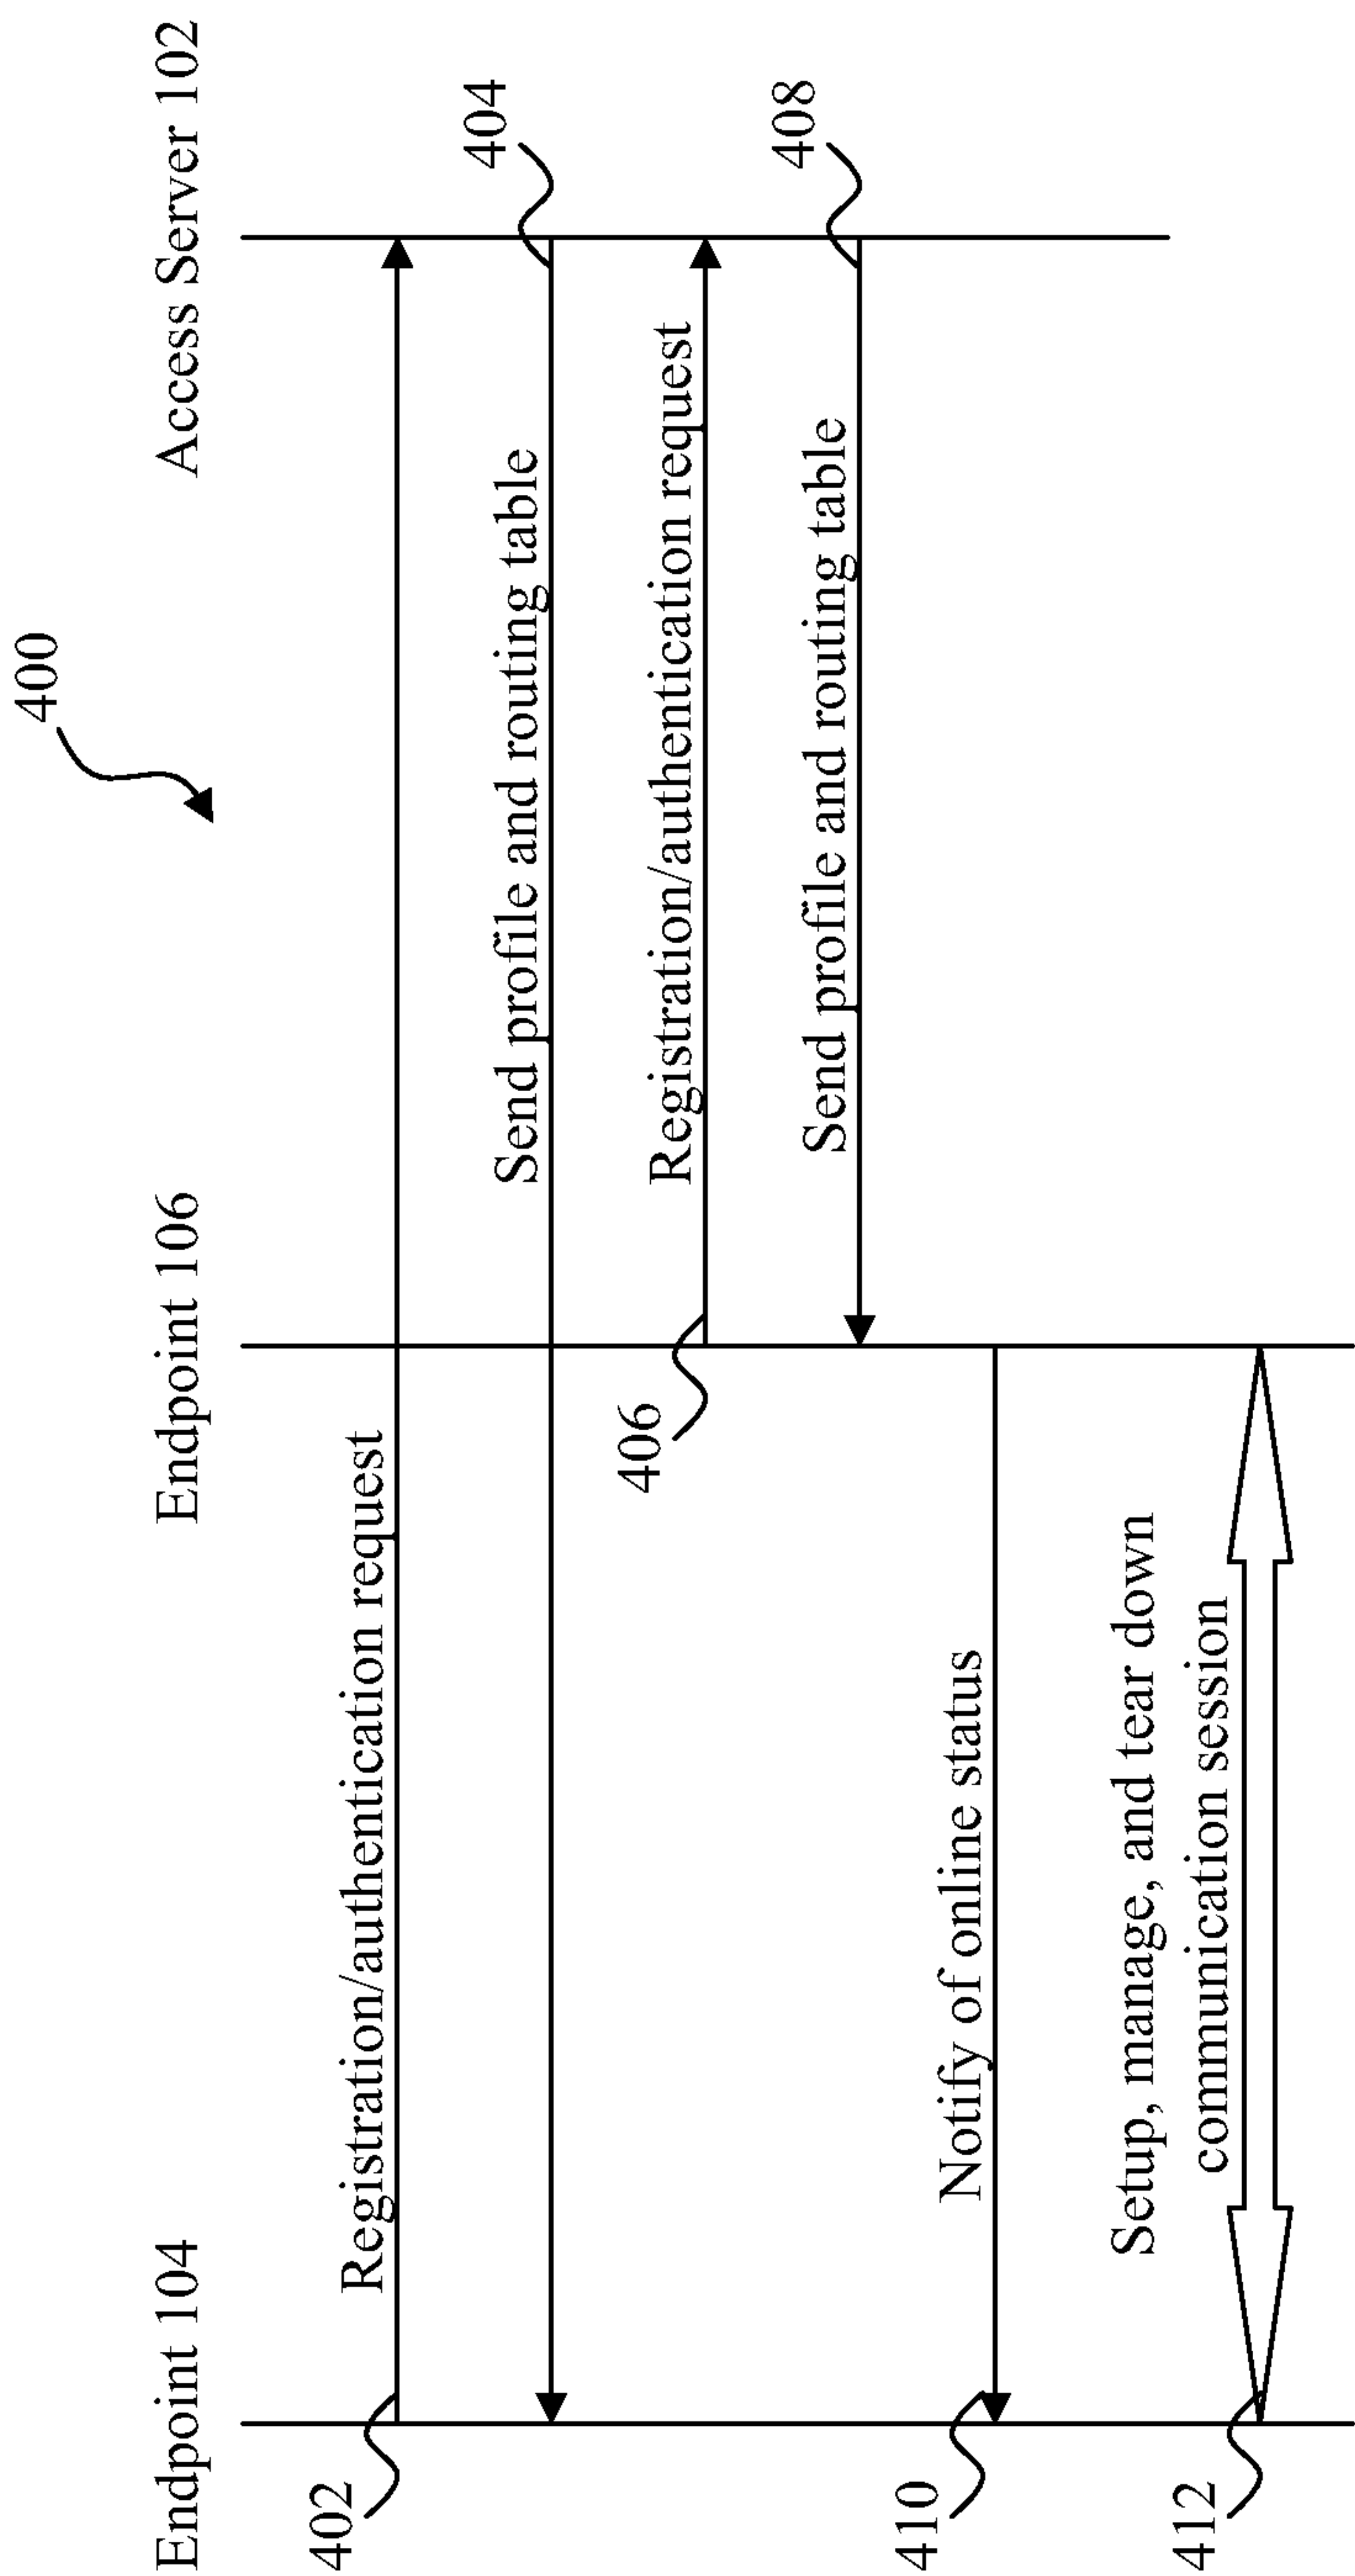 400
Endpoint 104
Endpoint 106
Access Server 102
402
Registration/authentication request
404
Send profile and routing table
406
Registration/authentication request
408
Send profile and routing table
410
Notify of online status
412
Setup, manage, and tear down
communication session